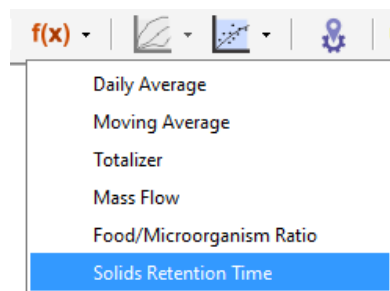 f(x)
Daily Average
Moving Average
Totalizer
Mass Flow
Food/Microorganism Ratio
Solids Retention Time